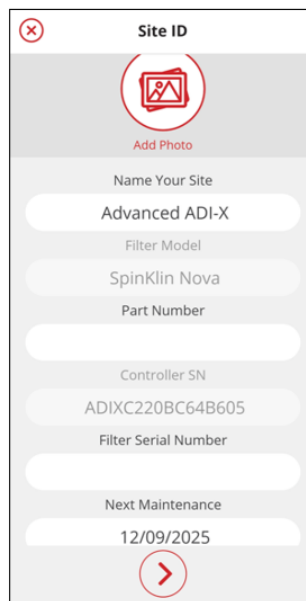 Site ID
Add Photo
Name Your Site
Advanced ADI-X
Filter Model
SpinKlin Nova
Part Number
Controller SN
ADIXC220BC64B605
Filter Serial Number
Next Maintenance
12/09/2025